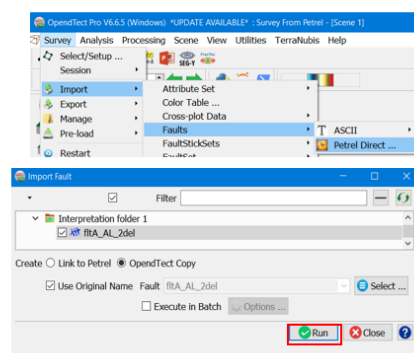 OpendTect Pro V6.6.5 (Windows) *UPDATE AVAILABLE* : Survey From Petrel - [Scene 1]
Survey Analysis Processing Scene View Utilities TerraNubis Help
Select/Setup ...
SEG-Y
Session
Import
Attribute Set
Export
Color Table ...
Manage
Cross-plot Data
Pre-load
Faults
ASCII
FaultStickSets
Petrel Direct ...
Restart
FaultSet
Import Fault
Filter
Interpretation folder 1
fltA_AL_2del
Create Link to Petrel OpendTect Copy
Use Original Name Fault fltA_AL_2del Select ...
Execute in Batch Options ...
Run Close ?